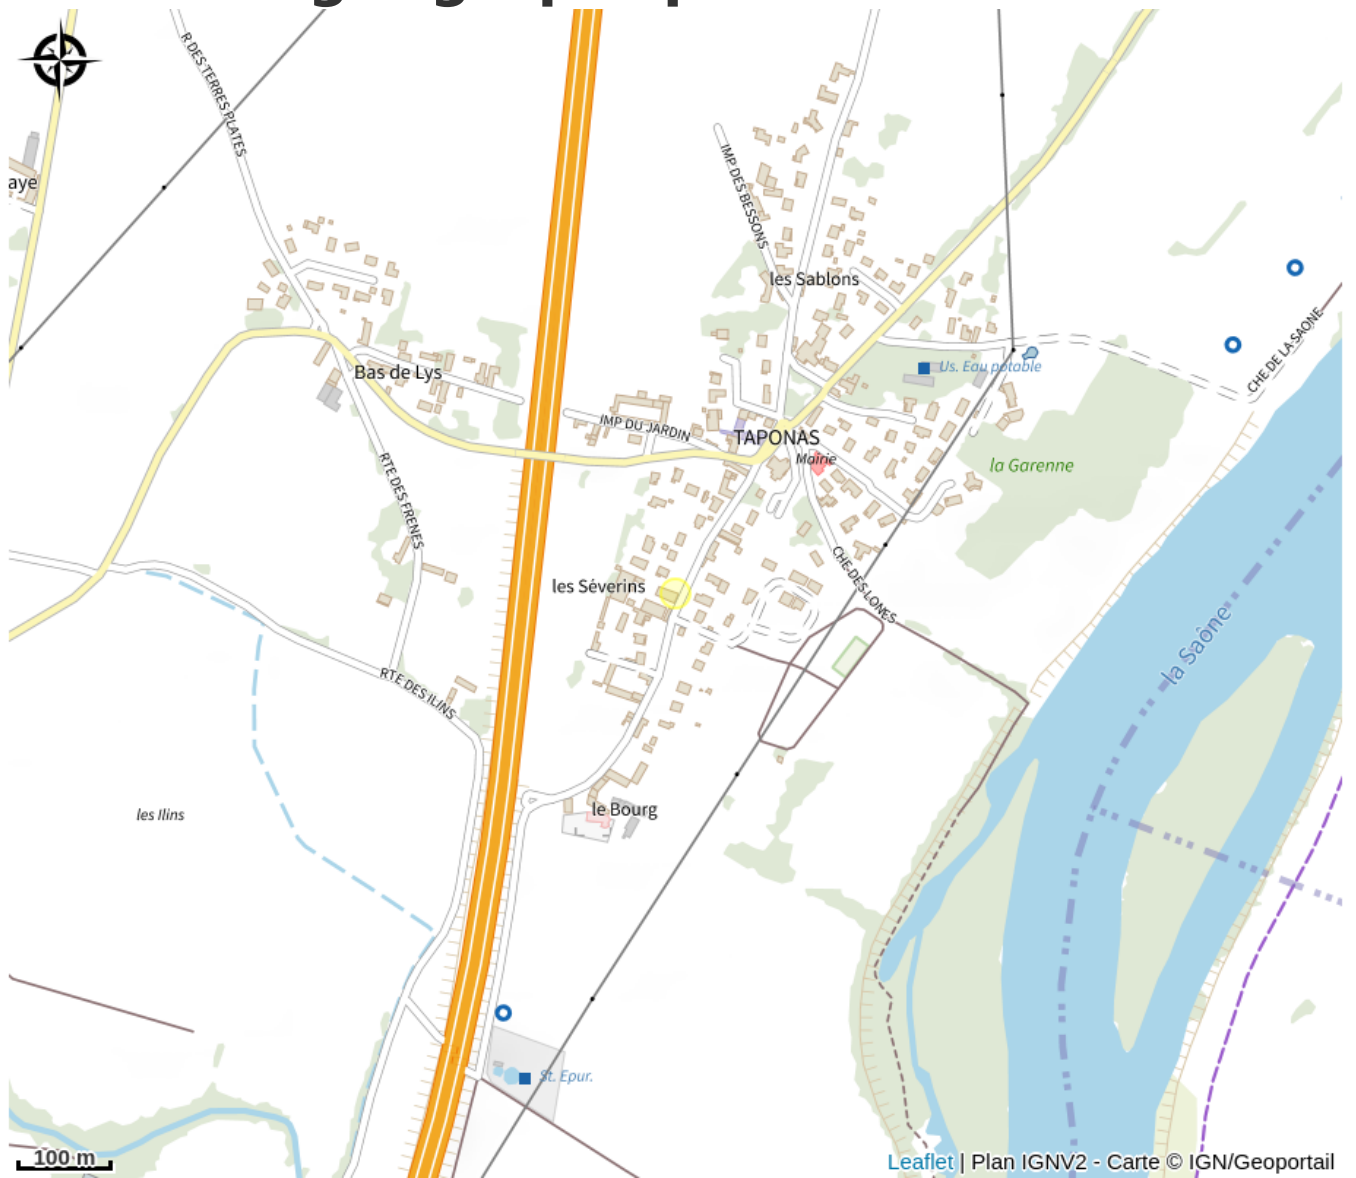 R DES TERRES PLATES
aye
IMP DES BESSONS
les Sablons
CHE DE LA SAONE
Us. Eau potable
Bas de Lys
IMP DU JARDIN
TAPONAS
Mairie
la Garenne
RTE DES FRENES
les Séverins
CHE DES LONES
la Saône
RTE DES ILINS
les Ilins
le Bourg
St. Epur.
100 m
Leaflet | Plan IGNV2 - Carte © IGN/Geoportail